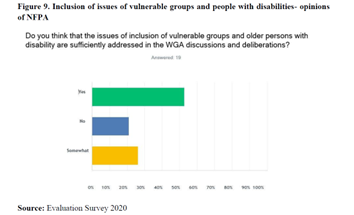 Figure 9. Inclusion of issues of vulnerable groups and people with disabilities- opinions
of NFPA
Do you think that the issues of inclusion of vulnerable groups and older persons with
disability are sufficiently addressed in the WGA discussions and deliberations?
Answered: 18
Yes
No
Somewhat
0% 10% 20% 30% 40% 50% 60% 70% 80% 90% 100%
Source: Evaluation Survey 2020